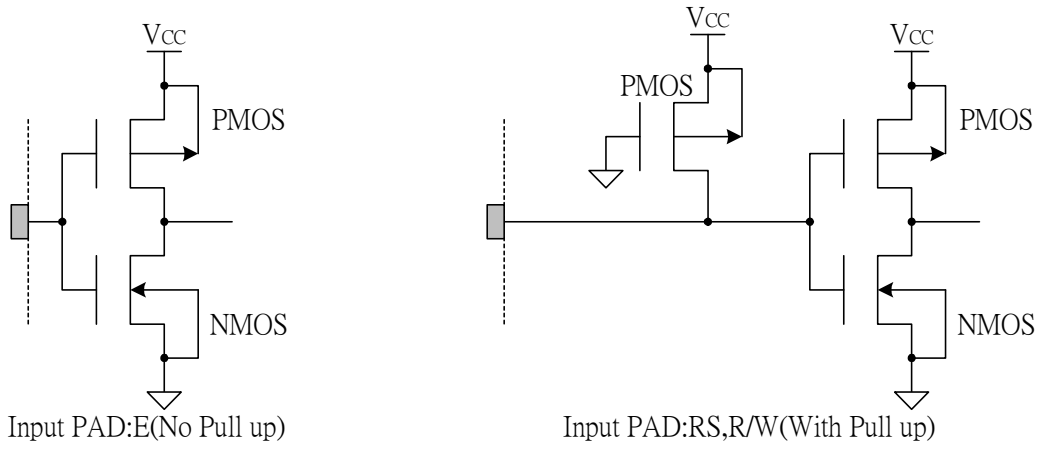 VCC
PMOS
NMOS
Input PAD:E(No Pull up)
VCC
PMOS
VCC
PMOS
NMOS
Input PAD:RS,R/W(With Pull up)